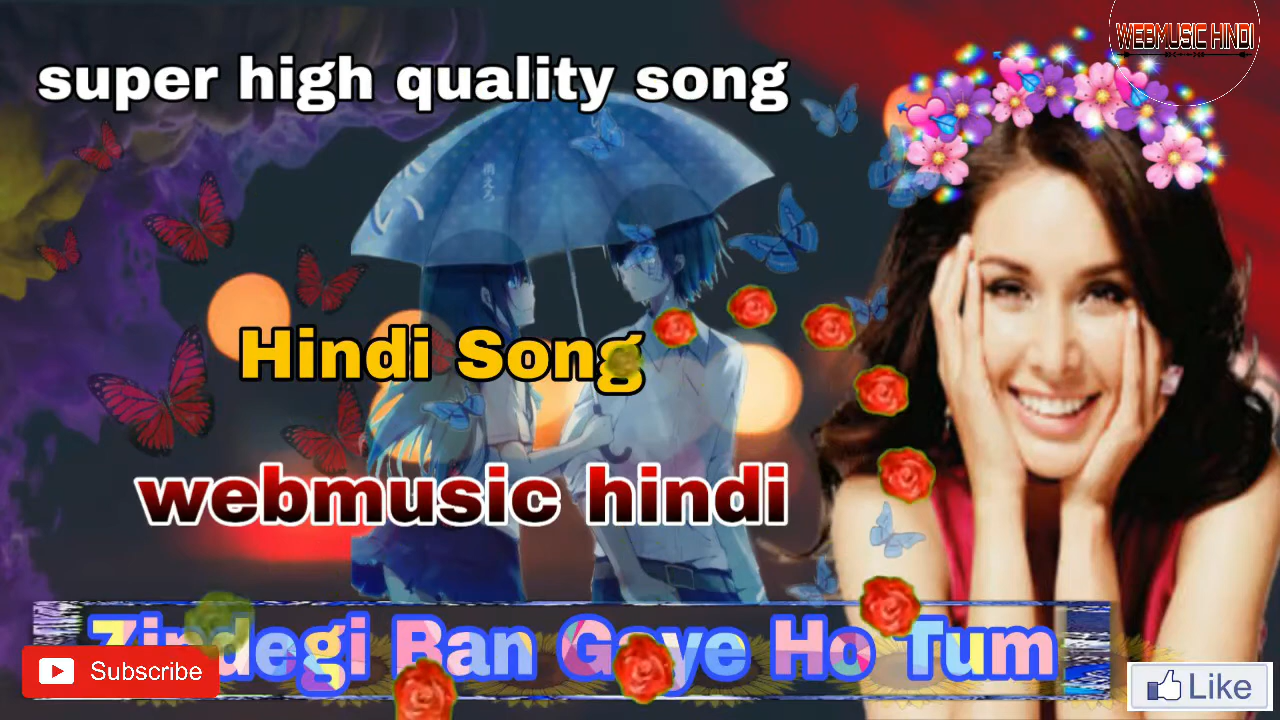 WEBMUSIC HINDI
super high quality song
Hindi Song
webmusic hindi
Zindegi Ban Gaye Ho Tum
Subscribe
Like